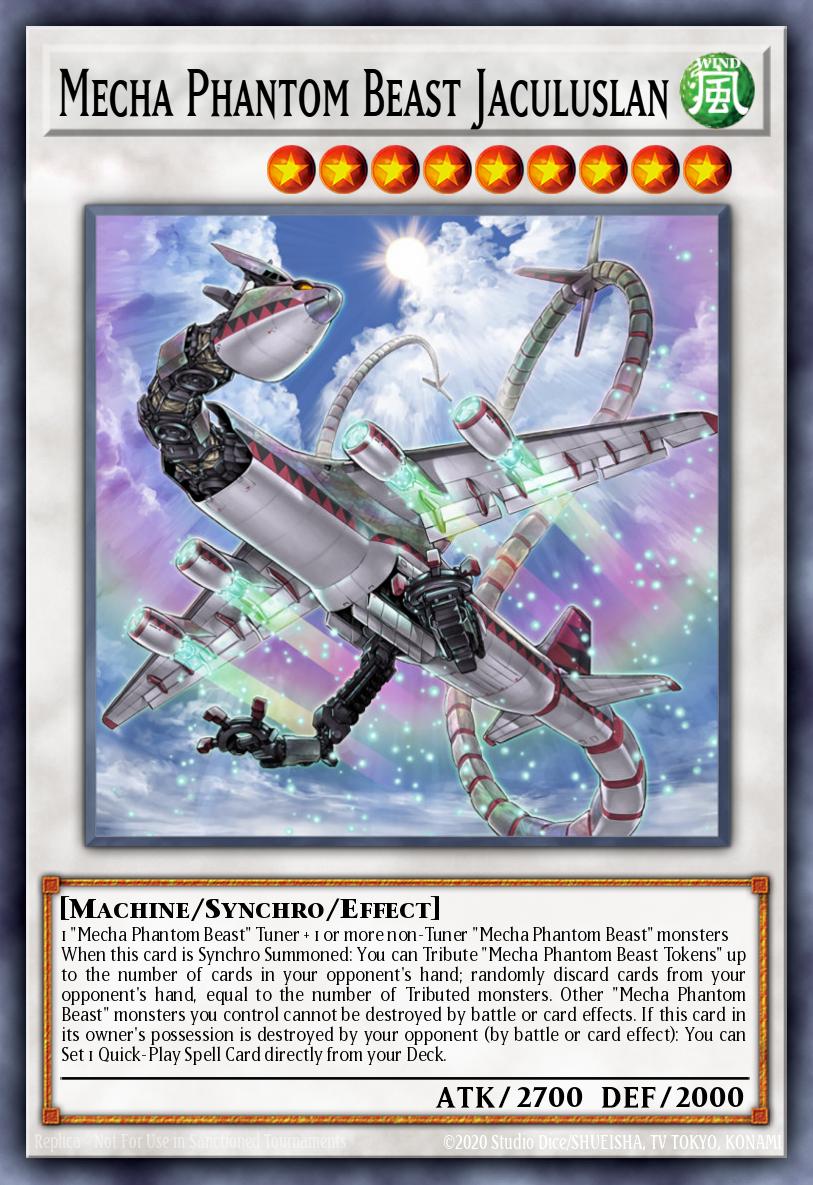 Mecha Phantom Beast Jaculuslan
WIND
風
[Machine/Synchro/Effect]
1 "Mecha Phantom Beast" Tuner + 1 or more non-Tuner "Mecha Phantom Beast" monsters
When this card is Synchro Summoned: You can Tribute "Mecha Phantom Beast Tokens" up
to the number of cards in your opponent's hand; randomly discard cards from your
opponent's hand, equal to the number of Tributed monsters. Other "Mecha Phantom
Beast" monsters you control cannot be destroyed by battle or card effects. If this card in
its owner's possession is destroyed by your opponent (by battle or card effect): You can
Set 1 Quick-Play Spell Card directly from your Deck.
ATK/2700 DEF/2000
Replica - Not For Use in Sanctioned Tournaments
©2020 Studio Dice/SHUEISHA, TV TOKYO, KONAMI